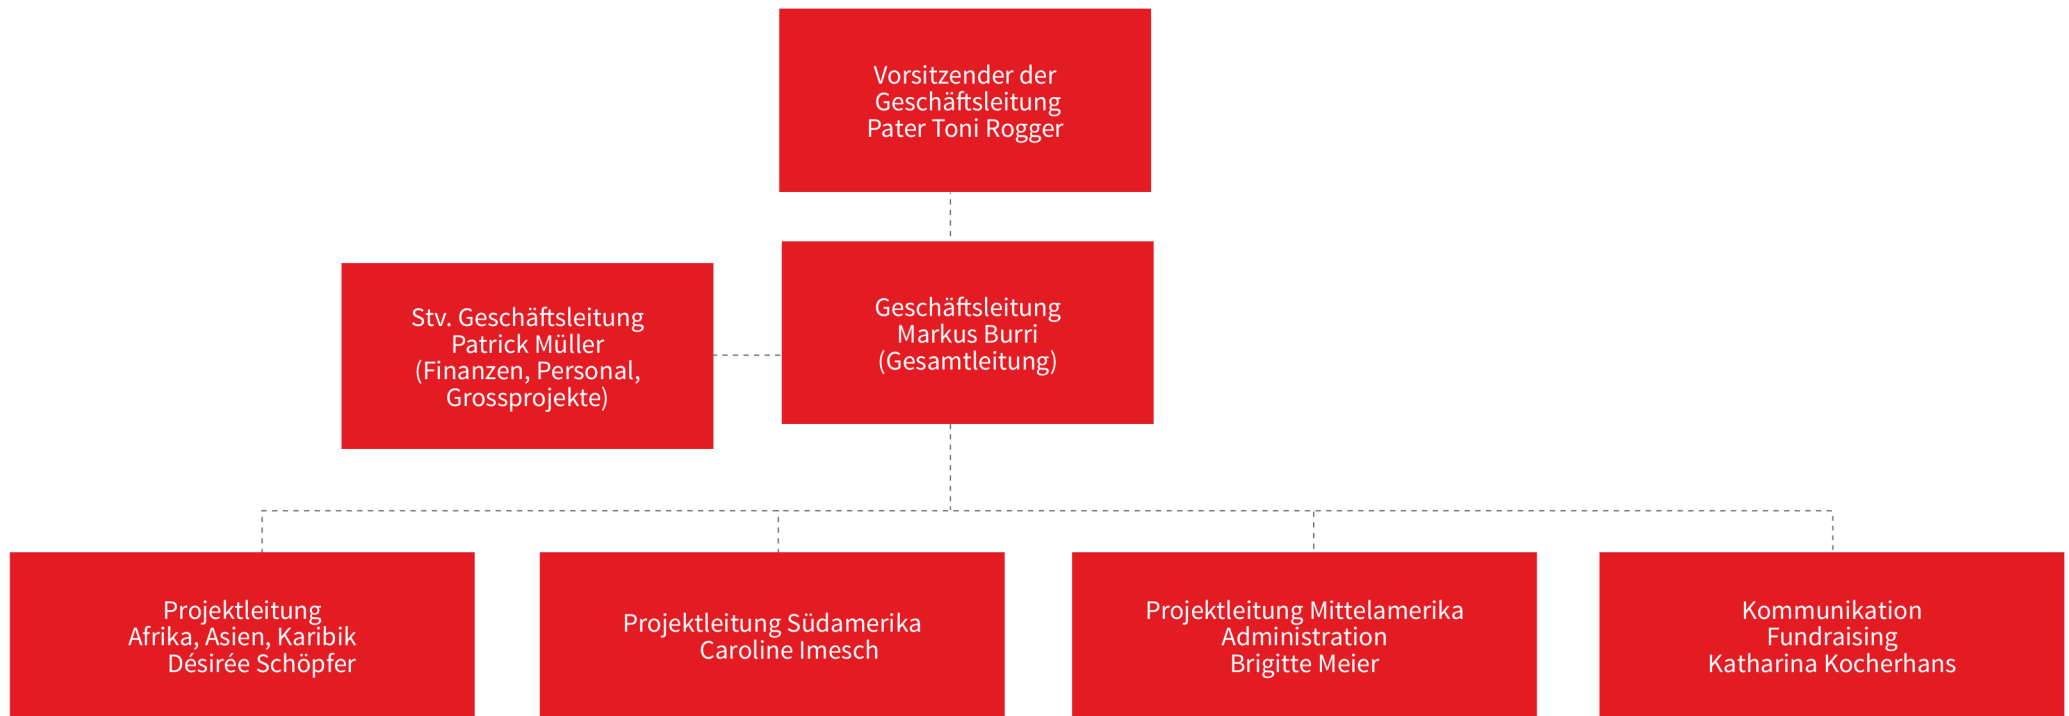 Vorsitzender der
Geschäftsleitung
Pater Toni Rogger
Stv. Geschäftsleitung
Patrick Müller
(Finanzen, Personal,
Grossprojekte)
Geschäftsleitung
Markus Burri
(Gesamtleitung)
Projektleitung
Afrika, Asien, Karibik
Désirée Schöpfer
Projektleitung Südamerika
Caroline Imesch
Projektleitung Mittelamerika
Administration
Brigitte Meier
Kommunikation
Fundraising
Katharina Kocherhans